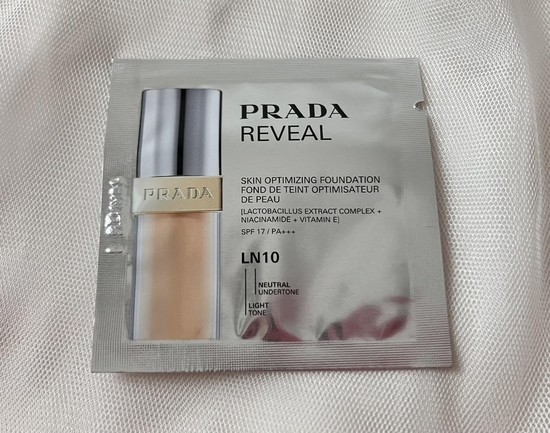 PRADA
REVEAL
PRADA
SKIN OPTIMIZING FOUNDATION
FOND DE TEINT OPTIMISATEUR
DE PEAU
[LACTOBACILLUS EXTRACT COMPLEX +
NIACINAMIDE + VITAMIN E]
SPF 17 / PA+++
LN10
NEUTRAL
UNDERTONE
LIGHT
TONE